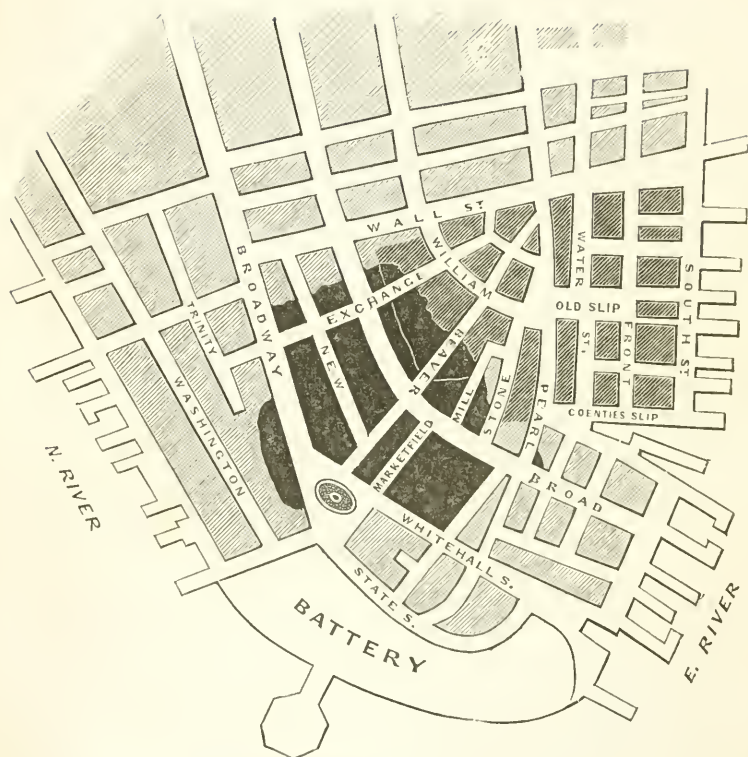 WALL ST.
BROADWAY
WILLIAM
WATER
ST.
EXCHANGE
TRINITY
OLD SLIP
SOUTH ST.
FRONT
NEW
BEAVER
MILL
STONE
PEARL
COENTIES SLIP
WASHINGTON
MARKETFIELD
BROAD
N. RIVER
WHITEHALL S.
STATE S.
BATTERY
E. RIVER